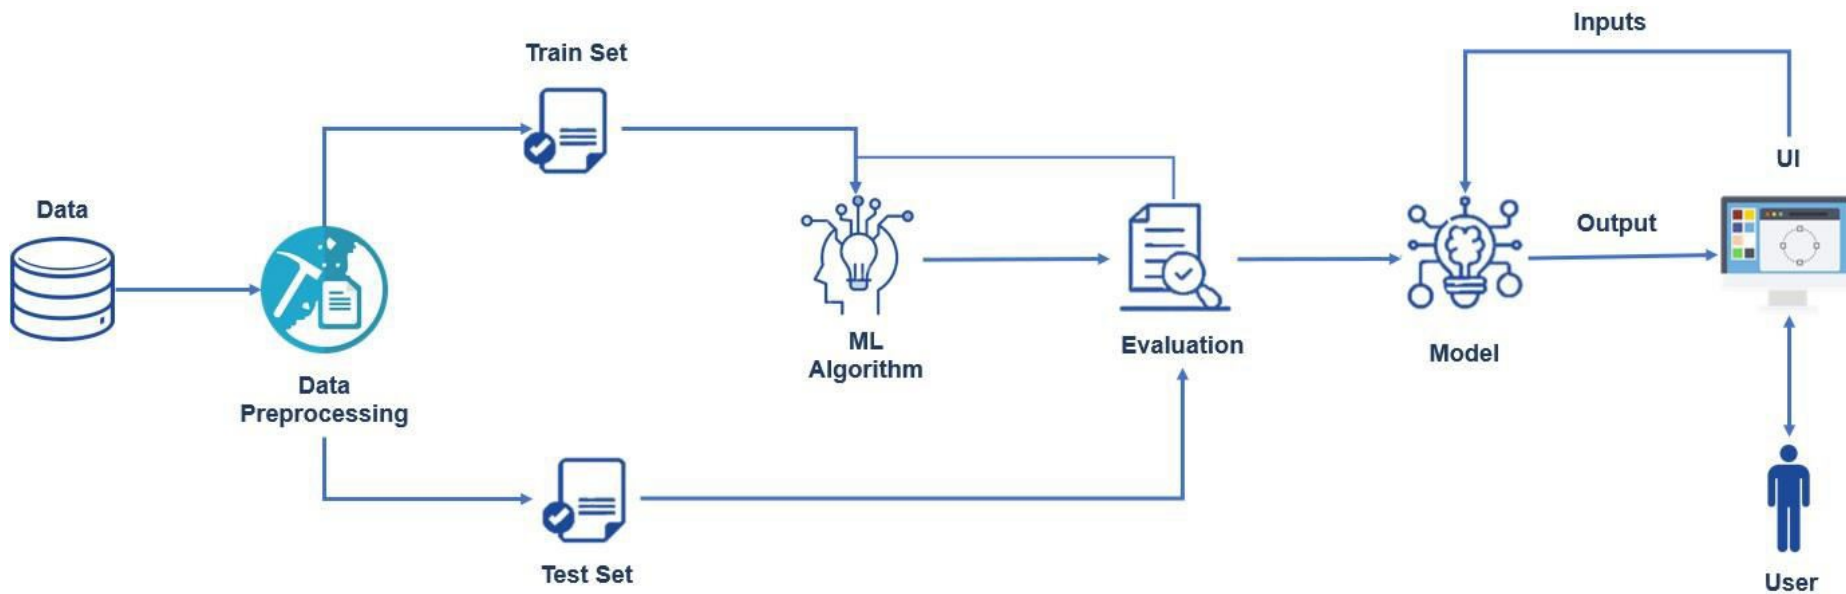 Inputs
Train Set
UI
Data
Output
ML
Algorithm
Evaluation
Model
Data
Preprocessing
Test Set
User